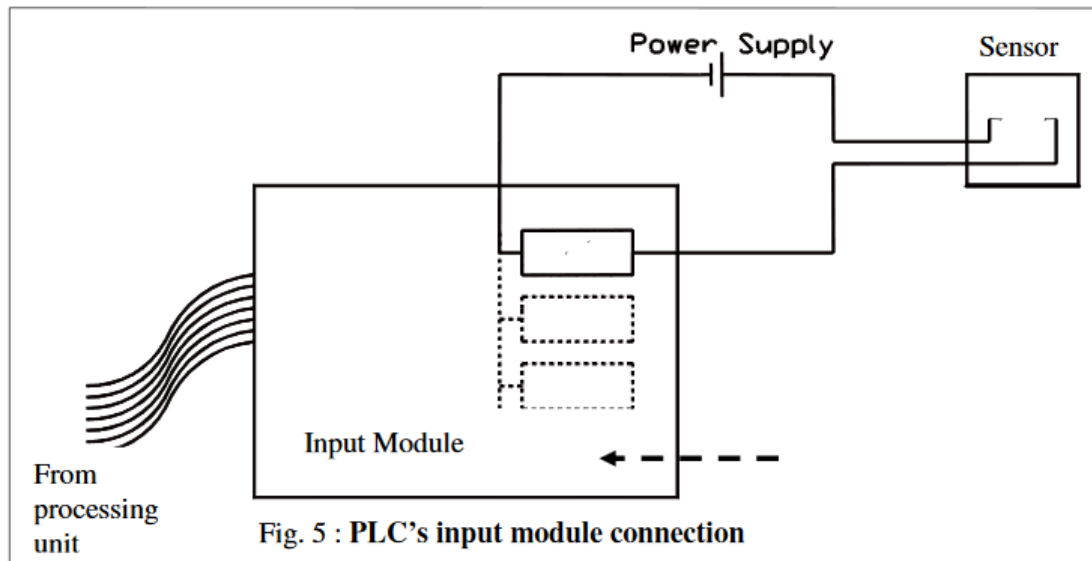 Power Supply
Sensor
Input Module
From
processing
unit
Fig. 5 : PLC's input module connection